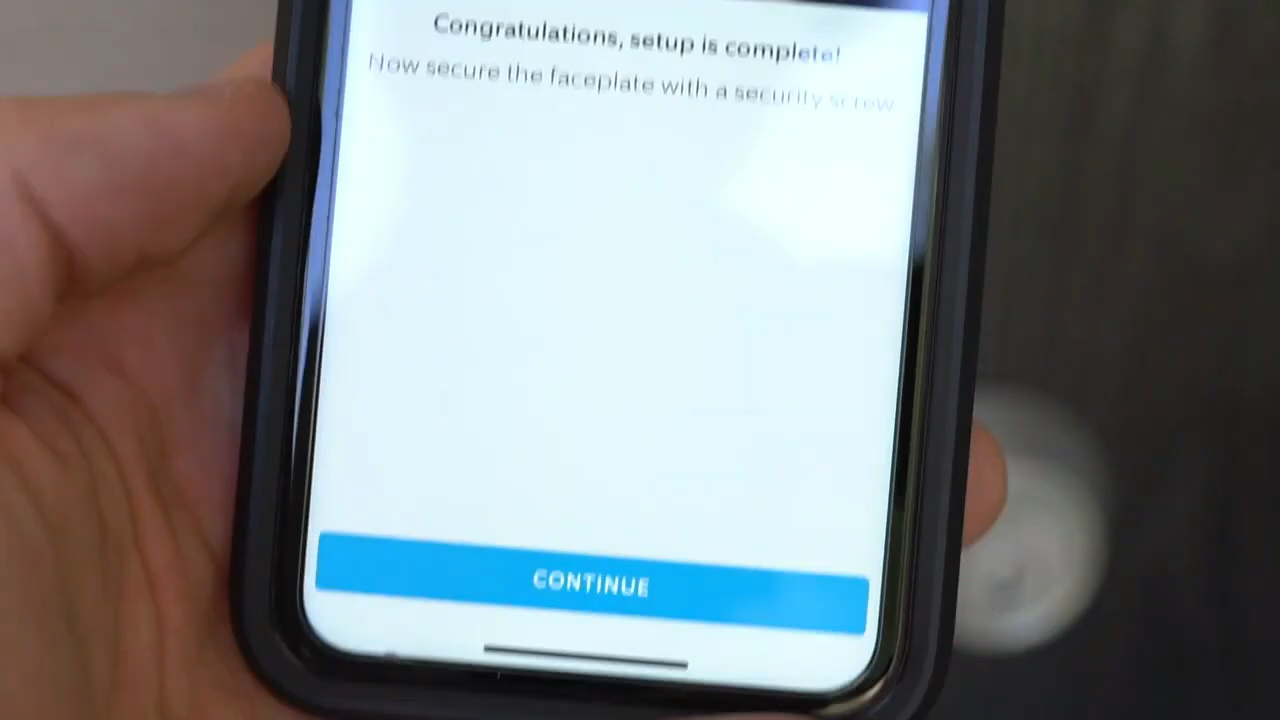 Congratulations, setup is complete!
Now secure the faceplate with a security screw
CONTINUE